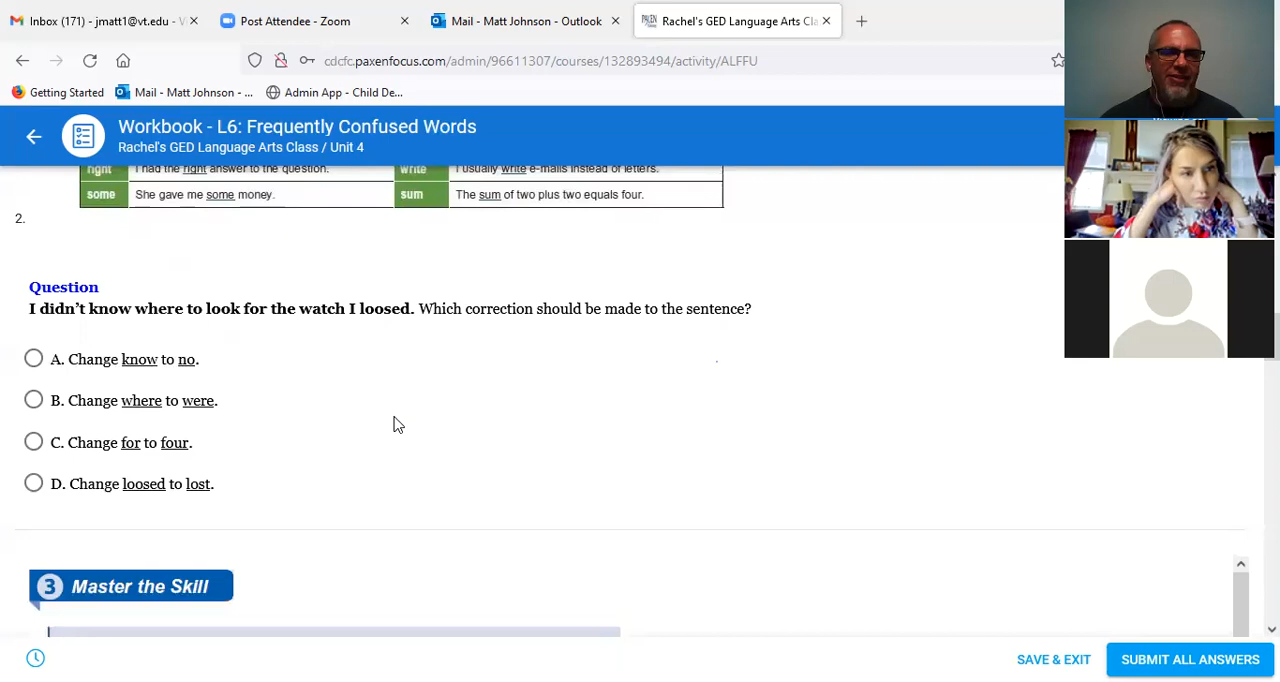 Inbox (171) - jmatt1@vt.edu - V
Post Attendee - Zoom
Mail - Matt Johnson - Outlook
Rachel's GED Language Arts Cla
cdcfc.paxenfocus.com/admin/96611307/courses/132893494/activity/ALFFU
Getting Started
Mail - Matt Johnson - ...
Admin App - Child De...
Workbook - L6: Frequently Confused Words
Rachel's GED Language Arts Class / Unit 4
right I had the right answer to the question. write I usually write e-mails instead of letters.
some She gave me some money. sum The sum of two plus two equals four.
2.
Question
I didn't know where to look for the watch I loosed. Which correction should be made to the sentence?
A. Change know to no.
B. Change where to were.
C. Change for to four.
D. Change loosed to lost.
3 Master the Skill
SAVE & EXIT
SUBMIT ALL ANSWERS